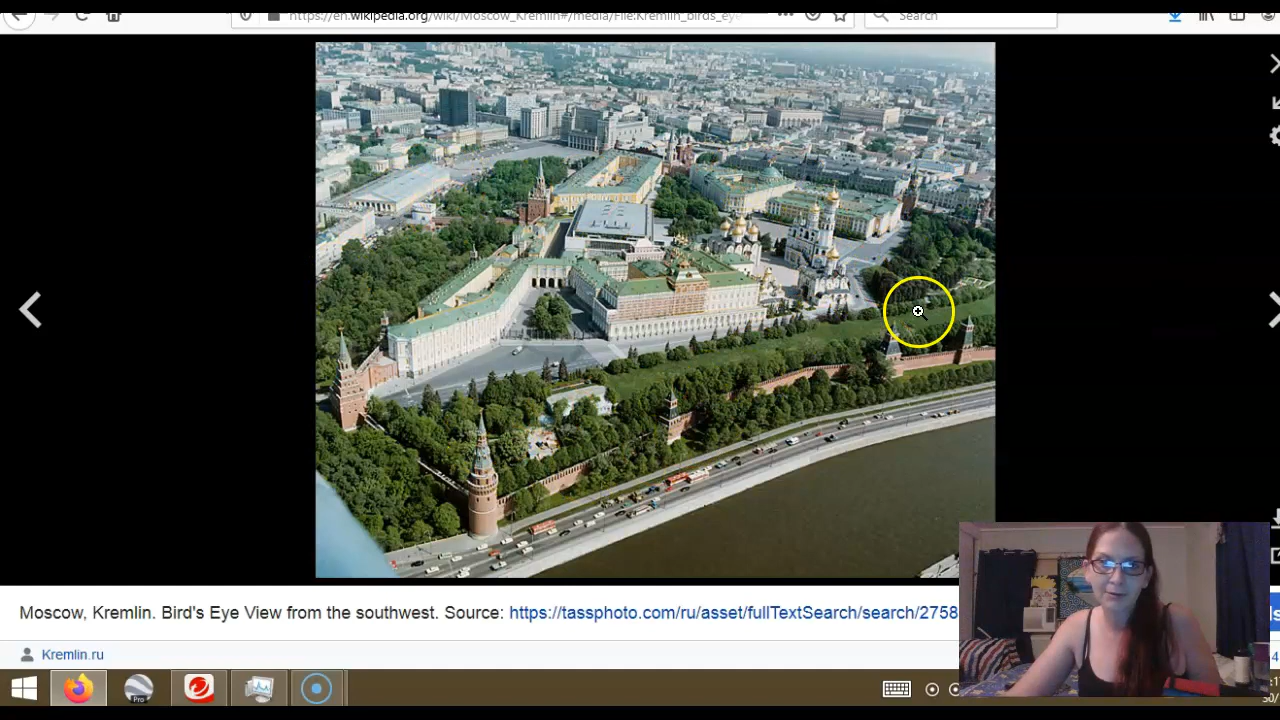 https://en.wikipedia.org/wiki/Moscow_Kremlin#/media/File:Kremlin_birds_eye
Search
Moscow, Kremlin. Bird's Eye View from the southwest. Source: https://tassphoto.com/ru/asset/fullTextSearch/search/2758
Kremlin.ru
Pro